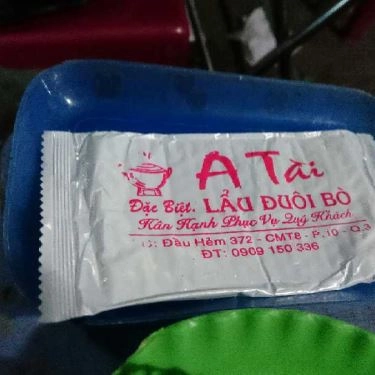 A Tài
Đặc Biệt. LẨU ĐUÔI BÒ
Hân Hạnh Phục Vụ Quý Khách
Đầu Hẻm 372 - CMT8 - P.10 - Q.3
ĐT: 0909 150 336